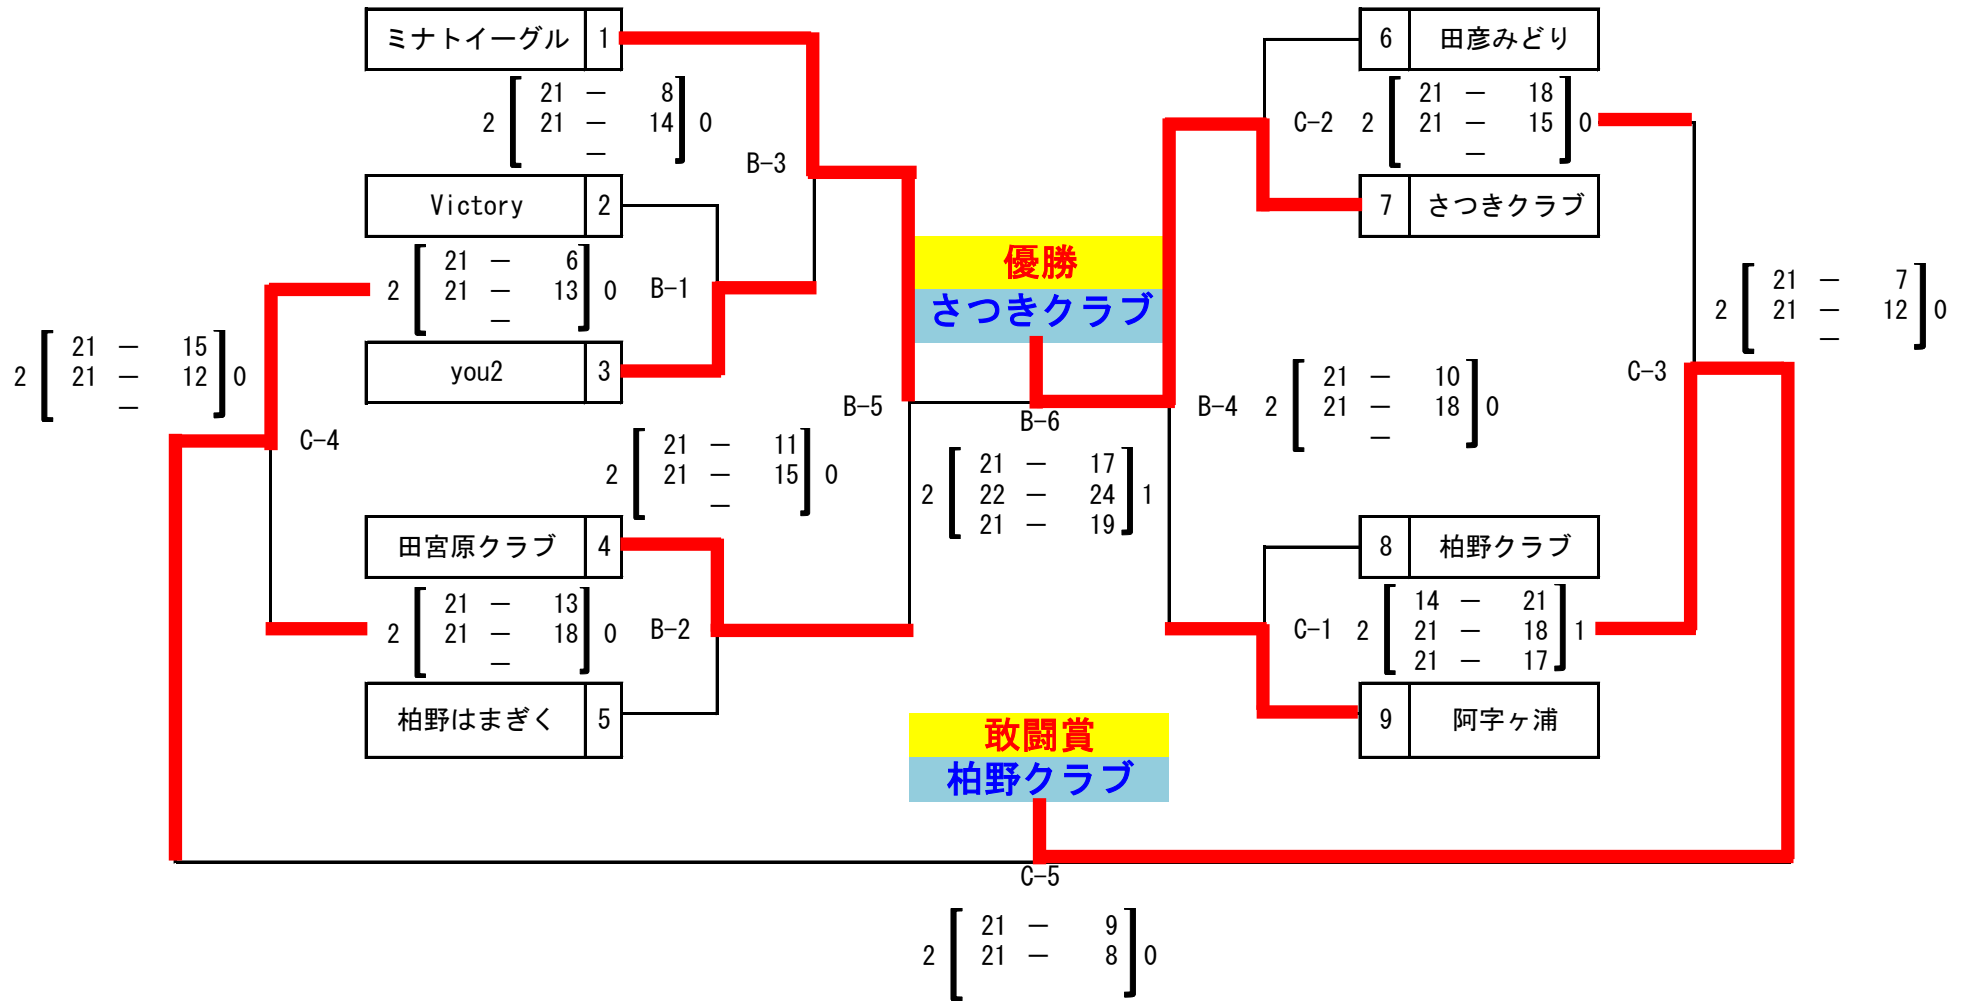 ミナトイーグル 1
6 田彦みどり
21 － 8
2 21 － 14 0
－
C-2 2 21 － 18 0
21 － 15
－
B-3
Victory 2
7 さつきクラブ
優勝
さつきクラブ
21 － 6
2 21 － 13 0 B-1
－
21 － 7
2 21 － 12 0
－
21 － 15
2 21 － 12 0
－
you2 3
C-3
B-5
B-6
B-4 2 21 － 10 0
21 － 18
－
C-4
21 － 11
2 21 － 15 0
－
21 － 17
2 22 － 24 1
21 － 19
田宮原クラブ 4
8 柏野クラブ
21 － 13
2 21 － 18 0 B-2
－
14 － 21
C-1 2 21 － 18 1
21 － 17
柏野はまぎく 5
9 阿字ヶ浦
敢闘賞
柏野クラブ
C-5
21 － 9
2 21 － 8 0